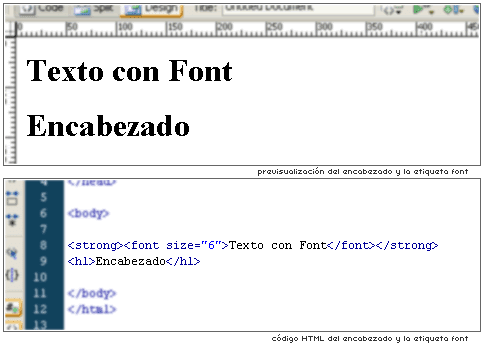 Code Split Design Title: Untitled Document
0 50 100 150 200 250 300 350 400 450
Texto con Font
Encabezado
previsualización del encabezado y la etiqueta font
4 </head>
5
6 <body>
7
8 <strong><font size="6">Texto con Font</font></strong>
9 <h1>Encabezado</h1>
10
11 </body>
12 </html>
13
código HTML del encabezado y la etiqueta font